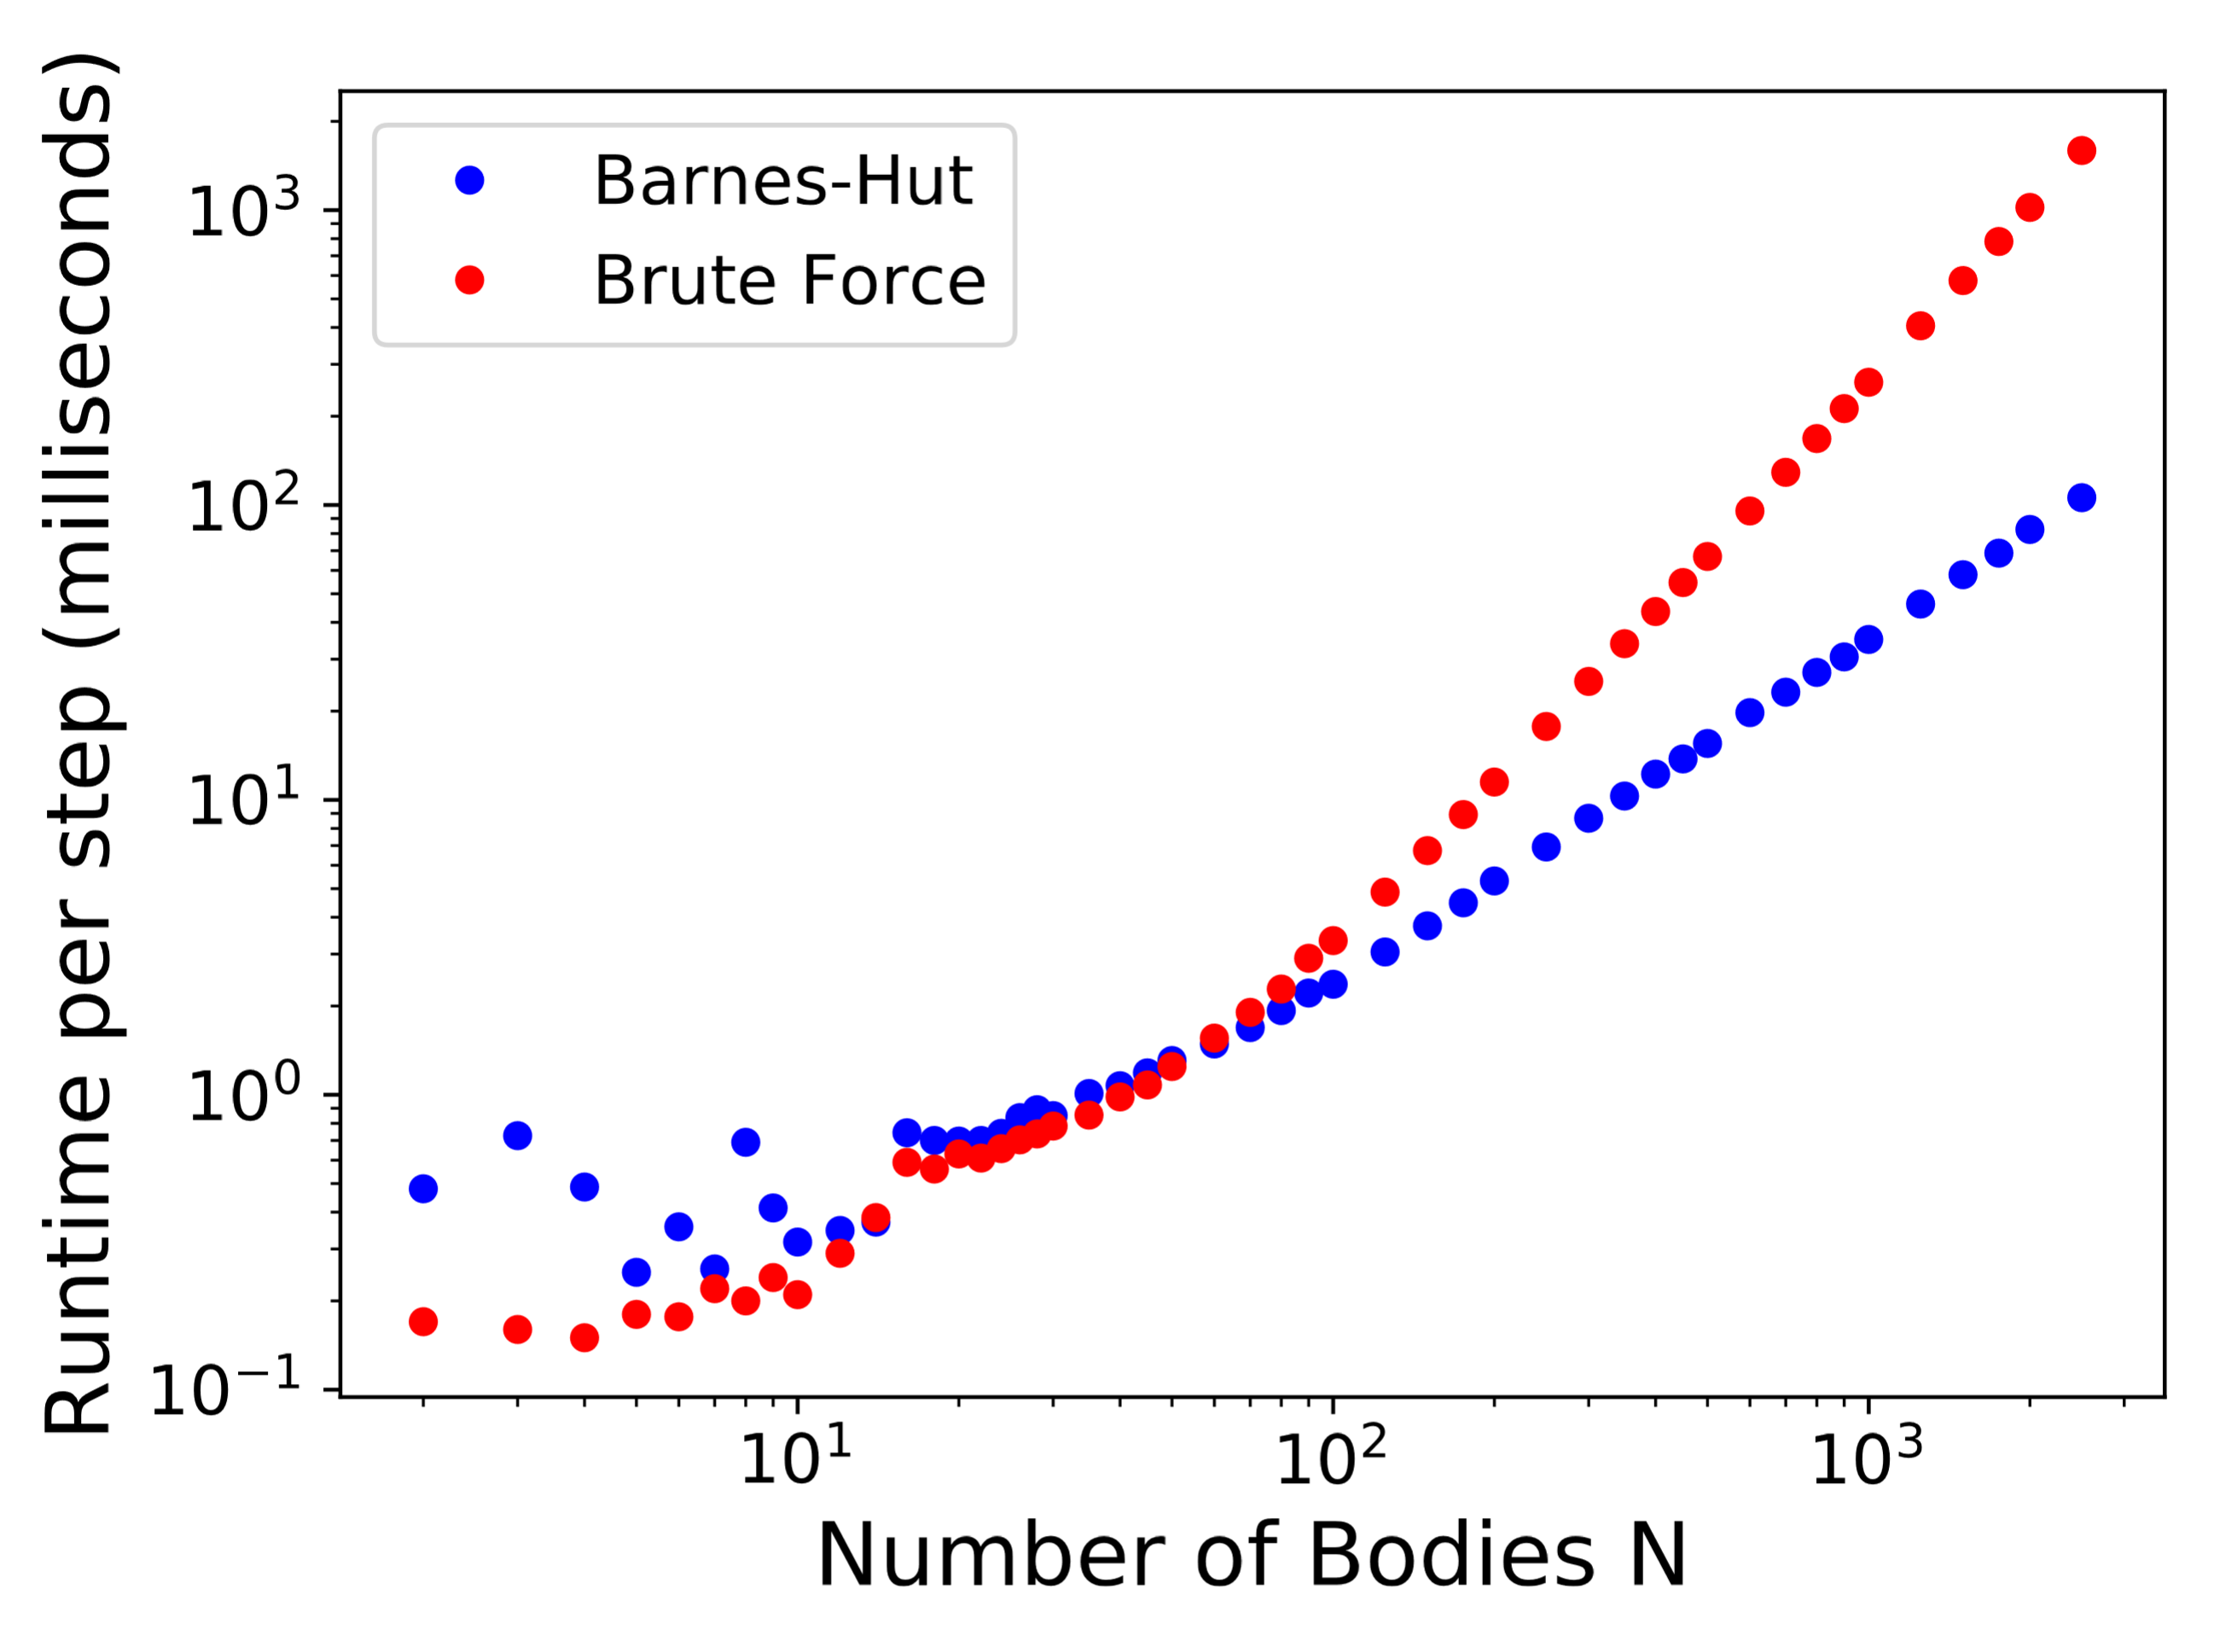 Runtime per step (milliseconds)
10³
10²
10¹
10⁰
10⁻¹
Barnes-Hut
Brute Force
10¹ 10² 10³
Number of Bodies N